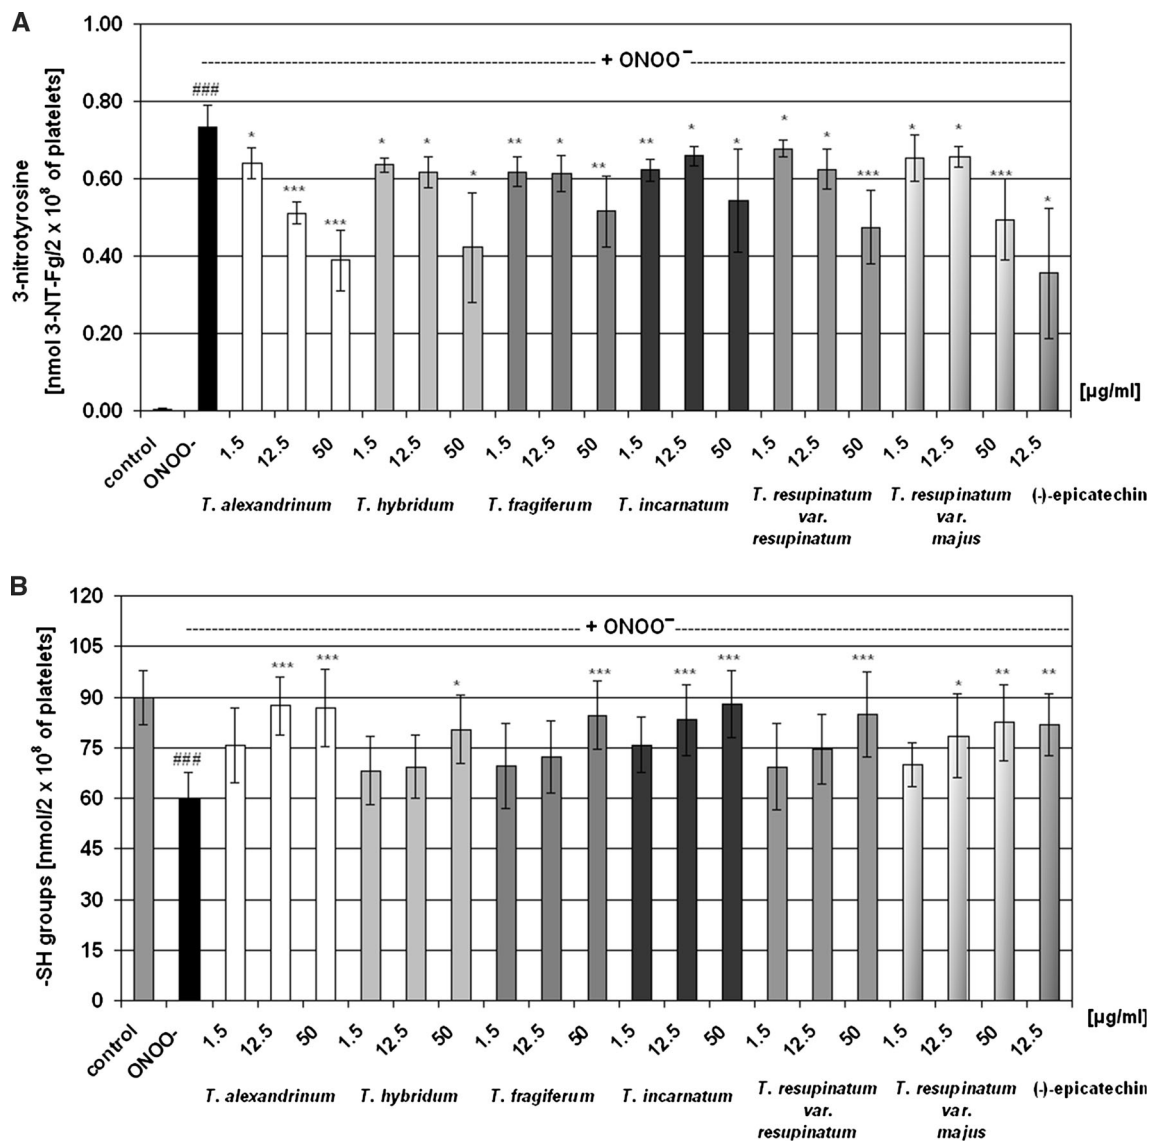 A
1.00
+ ONOO⁻
###
0.80
* *** *** * * * ** * ** ** * * * * *** * * *** *
0.60
0.40
0.20
0.00
3-nitrotyrosine
[nmol 3-NT-Fg/2 x 10⁸ of platelets]
[µg/ml]
control ONOO- 1.5 12.5 50 1.5 12.5 50 1.5 12.5 50 1.5 12.5 50 1.5 12.5 50 1.5 12.5 50 12.5
T. alexandrinum T. hybridum T. fragiferum T. incarnatum T. resupinatum T. resupinatum (-)-epicatechin
var. var.
resupinatum majus
B
120
+ ONOO⁻
105
*** *** * *** *** *** *** * ** **
90
###
75
60
45
30
15
0
-SH groups [nmol/2 x 10⁸ of platelets]
[µg/ml]
control ONOO- 1.5 12.5 50 1.5 12.5 50 1.5 12.5 50 1.5 12.5 50 1.5 12.5 50 1.5 12.5 50 12.5
T. alexandrinum T. hybridum T. fragiferum T. incarnatum T. resupinatum T. resupinatum (-)-epicatechin
var. var.
resupinatum majus